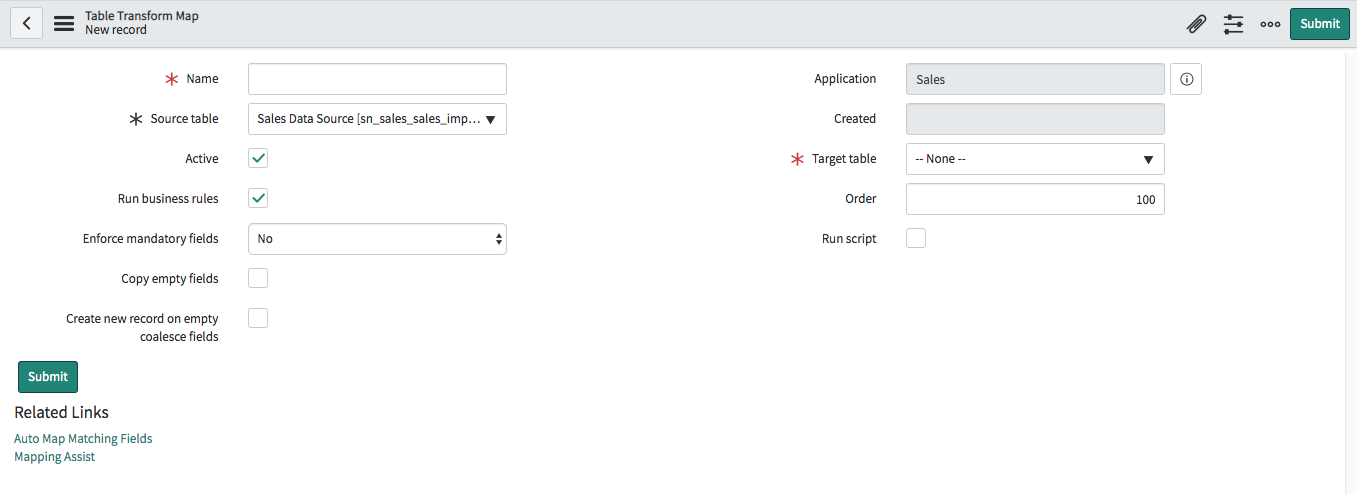 Table Transform Map
New record
Submit
Name
Application
Sales
Source table
Sales Data Source [sn_sales_sales_imp...
Created
Active
Target table
-- None --
Run business rules
Order
100
Enforce mandatory fields
No
Run script
Copy empty fields
Create new record on empty
coalesce fields
Submit
Related Links
Auto Map Matching Fields
Mapping Assist